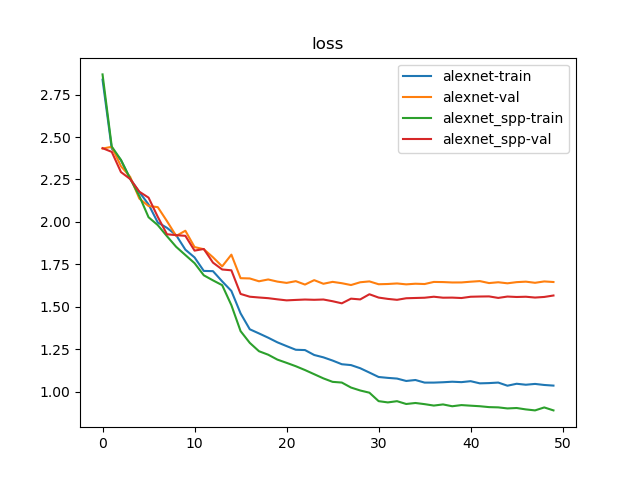 loss
alexnet-train
alexnet-val
alexnet_spp-train
alexnet_spp-val
2.75
2.50
2.25
2.00
1.75
1.50
1.25
1.00
0 10 20 30 40 50